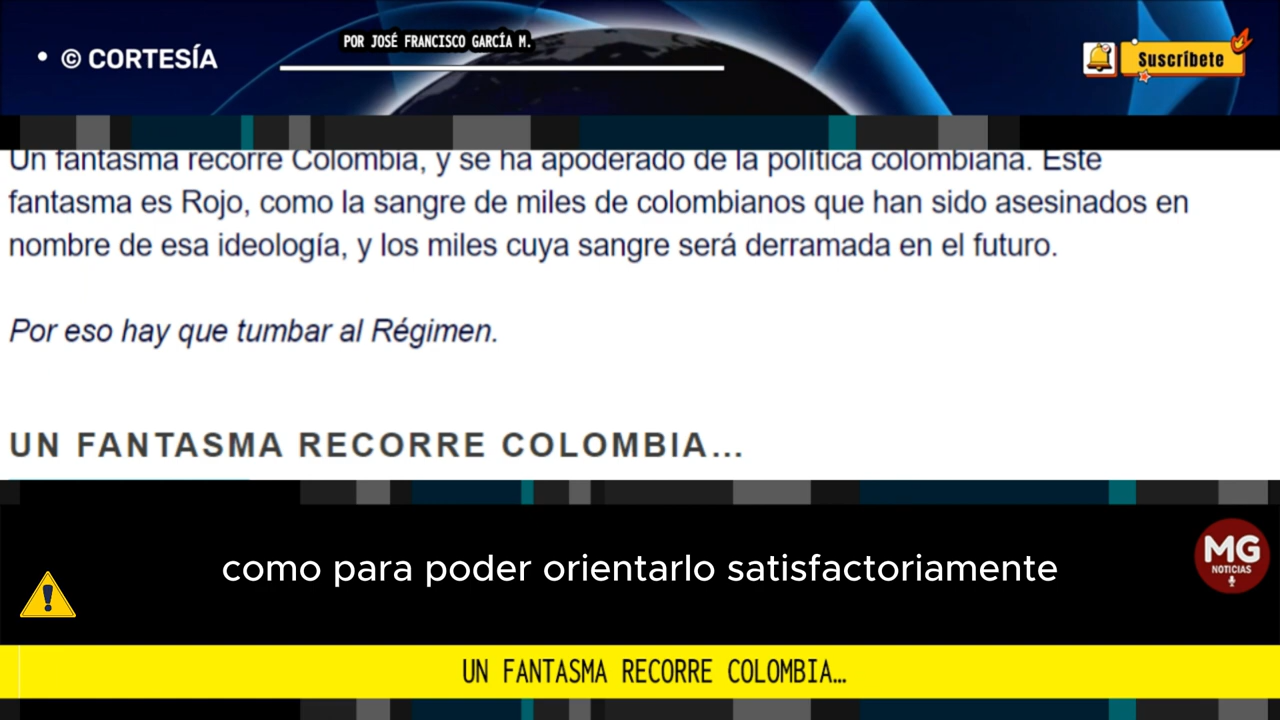 • © CORTESÍA
POR JOSÉ FRANCISCO GARCÍA M.
Suscríbete
Un fantasma recorre Colombia, y se ha apoderado de la política colombiana. Este
fantasma es Rojo, como la sangre de miles de colombianos que han sido asesinados en
nombre de esa ideología, y los miles cuya sangre será derramada en el futuro.
Por eso hay que tumbar al Régimen.
UN FANTASMA RECORRE COLOMBIA...
como para poder orientarlo satisfactoriamente
MG
NOTICIAS
UN FANTASMA RECORRE COLOMBIA…